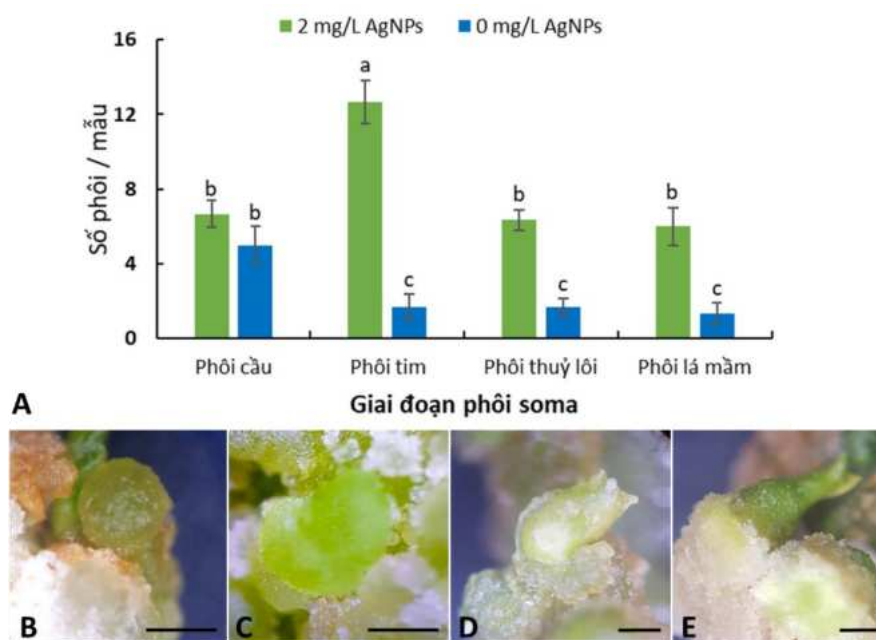 2 mg/L AgNPs 0 mg/L AgNPs
16
12
8
4
0
Số phôi / mẫu
b b a c b c b c
Phôi cầu Phôi tim Phôi thuỷ lôi Phôi lá mầm
A Giai đoạn phôi soma
B C D E